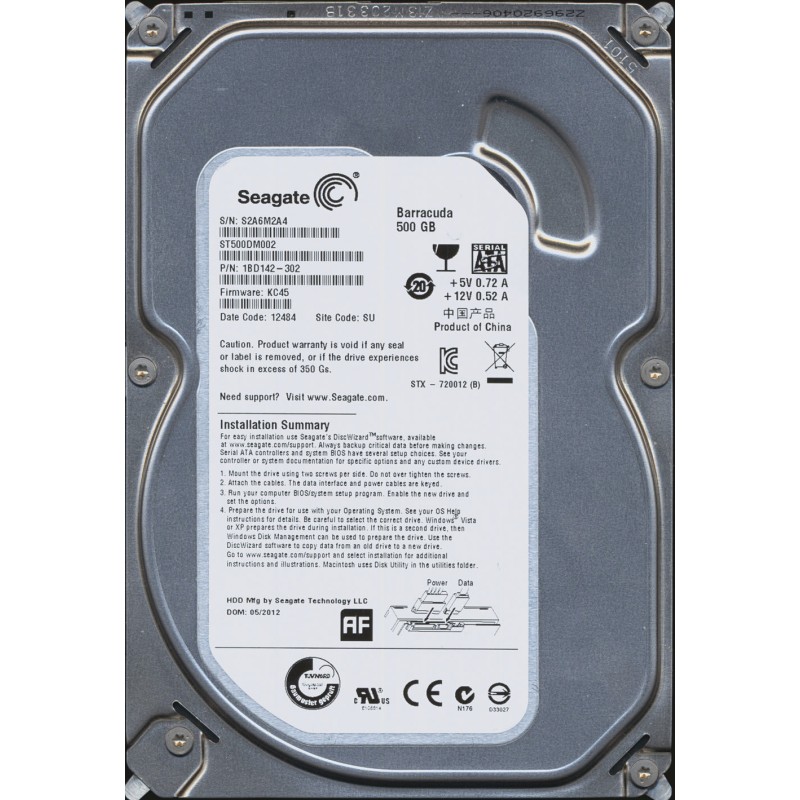 Seagate
S/N: S2A6M2A4
ST500DM002
P/N: 1BD142-302
Firmware: KC45
Date Code: 12484 Site Code: SU
Barracuda
500 GB
SERIAL
ATA
20
+5V 0.72 A
+12V 0.52 A
中国产品
Product of China
Caution. Product warranty is void if any seal
or label is removed, or if the drive experiences
shock in excess of 350 Gs.
STX - 720012 (B)
Need support? Visit www.Seagate.com.
Installation Summary
For easy installation use Seagate's DiscWizard™ software, available
at www.seagate.com/support. Always backup critical data before making changes.
Serial ATA controllers and system BIOS have several setup choices. See your
controller or system documentation for specific options and any custom device drivers.
1. Mount the drive using two screws per side. Do not over tighten the screws.
2. Attach the cables. The data interface and power cables are keyed.
3. Run your computer BIOS/system setup program. Enable the new drive and
set the options.
4. Prepare the drive for use with your Operating System. See your OS Help
instructions for details. Be careful to select the correct drive. Windows® Vista
or XP prepares the drive during installation. If this is a second drive, then
Windows Disk Management can be used to prepare the drive. Use the
DiscWizard software to copy data from an old drive to a new drive.
Go to www.seagate.com/support and select installation for additional
instructions and illustrations. Macintosh uses Disk Utility in the utilities folder.
Power Data
HDD Mfg by Seagate Technology LLC
DOM: 05/2012
AF
Bauart geprüft
c UR ® US
CE
N176
D33027
5101